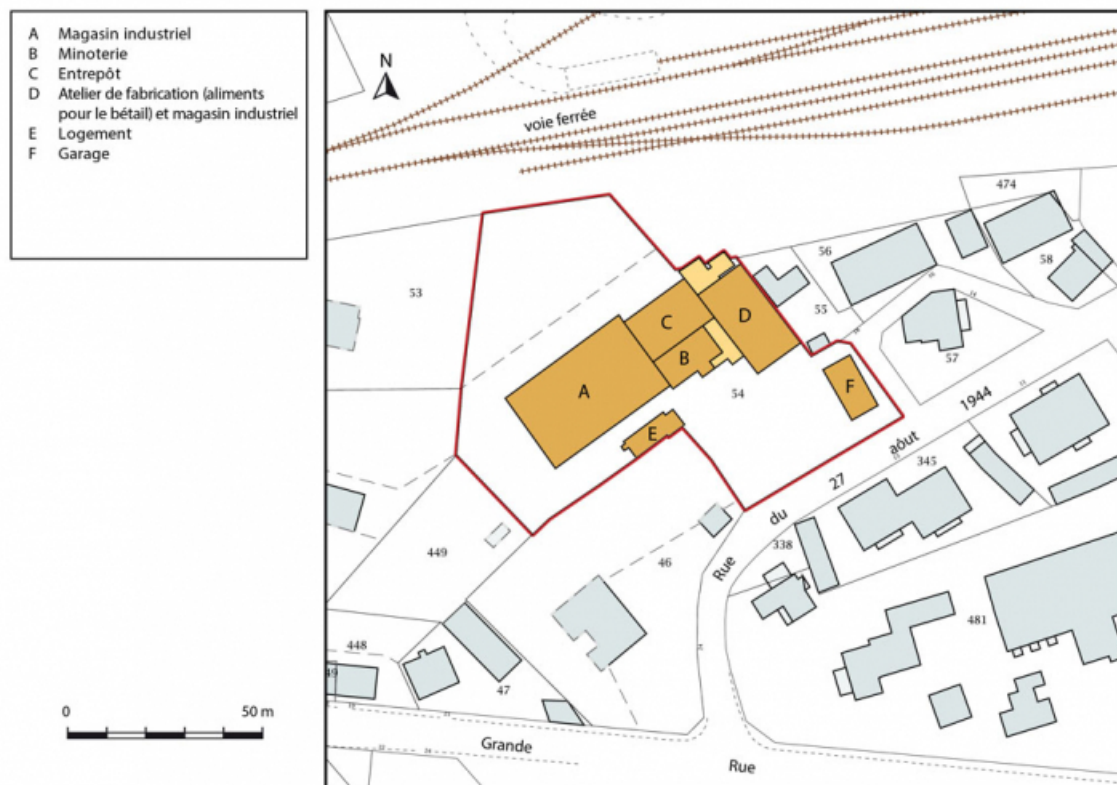 A Magasin industriel
B Minoterie
C Entrepôt
D Atelier de fabrication (aliments
pour le bétail) et magasin industriel
E Logement
F Garage
N
voie ferrée
474
56
58
53
55
C
D
B
57
A
54
F
1944
E
août
27
345
du
338
Rue
449
46
481
448
49
47
0 50 m
Grande
Rue